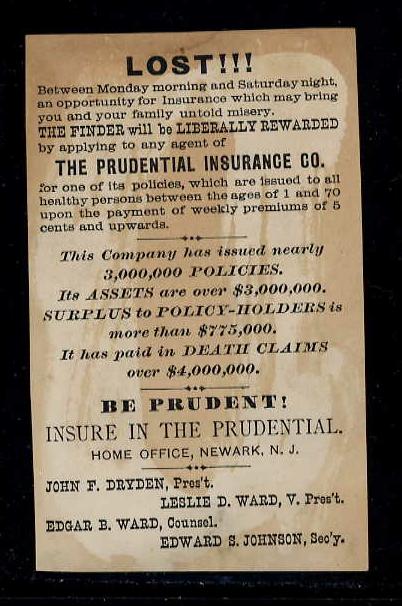 LOST!!!
Between Monday morning and Saturday night,
an opportunity for Insurance which may bring
you and your family untold misery.
THE FINDER will be LIBERALLY REWARDED
by applying to any agent of
THE PRUDENTIAL INSURANCE CO.
for one of its policies, which are issued to all
healthy persons between the ages of 1 and 70
upon the payment of weekly premiums of 5
cents and upwards.
This Company has issued nearly
3,000,000 POLICIES.
Its ASSETS are over $3,000,000.
SURPLUS to POLICY-HOLDERS is
more than $775,000.
It has paid in DEATH CLAIMS
over $4,000,000.
BE PRUDENT!
INSURE IN THE PRUDENTIAL.
HOME OFFICE, NEWARK, N. J.
JOHN F. DRYDEN, Pres't.
LESLIE D. WARD, V. Pres't.
EDGAR B. WARD, Counsel.
EDWARD S. JOHNSON, Sec'y.